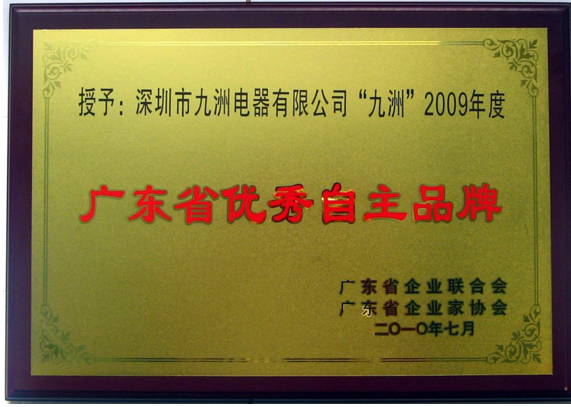 授予：深圳市九洲电器有限公司“九洲”2009年度
广东省优秀自主品牌
广东省企业联合会
广东省企业家协会
二〇一〇年七月